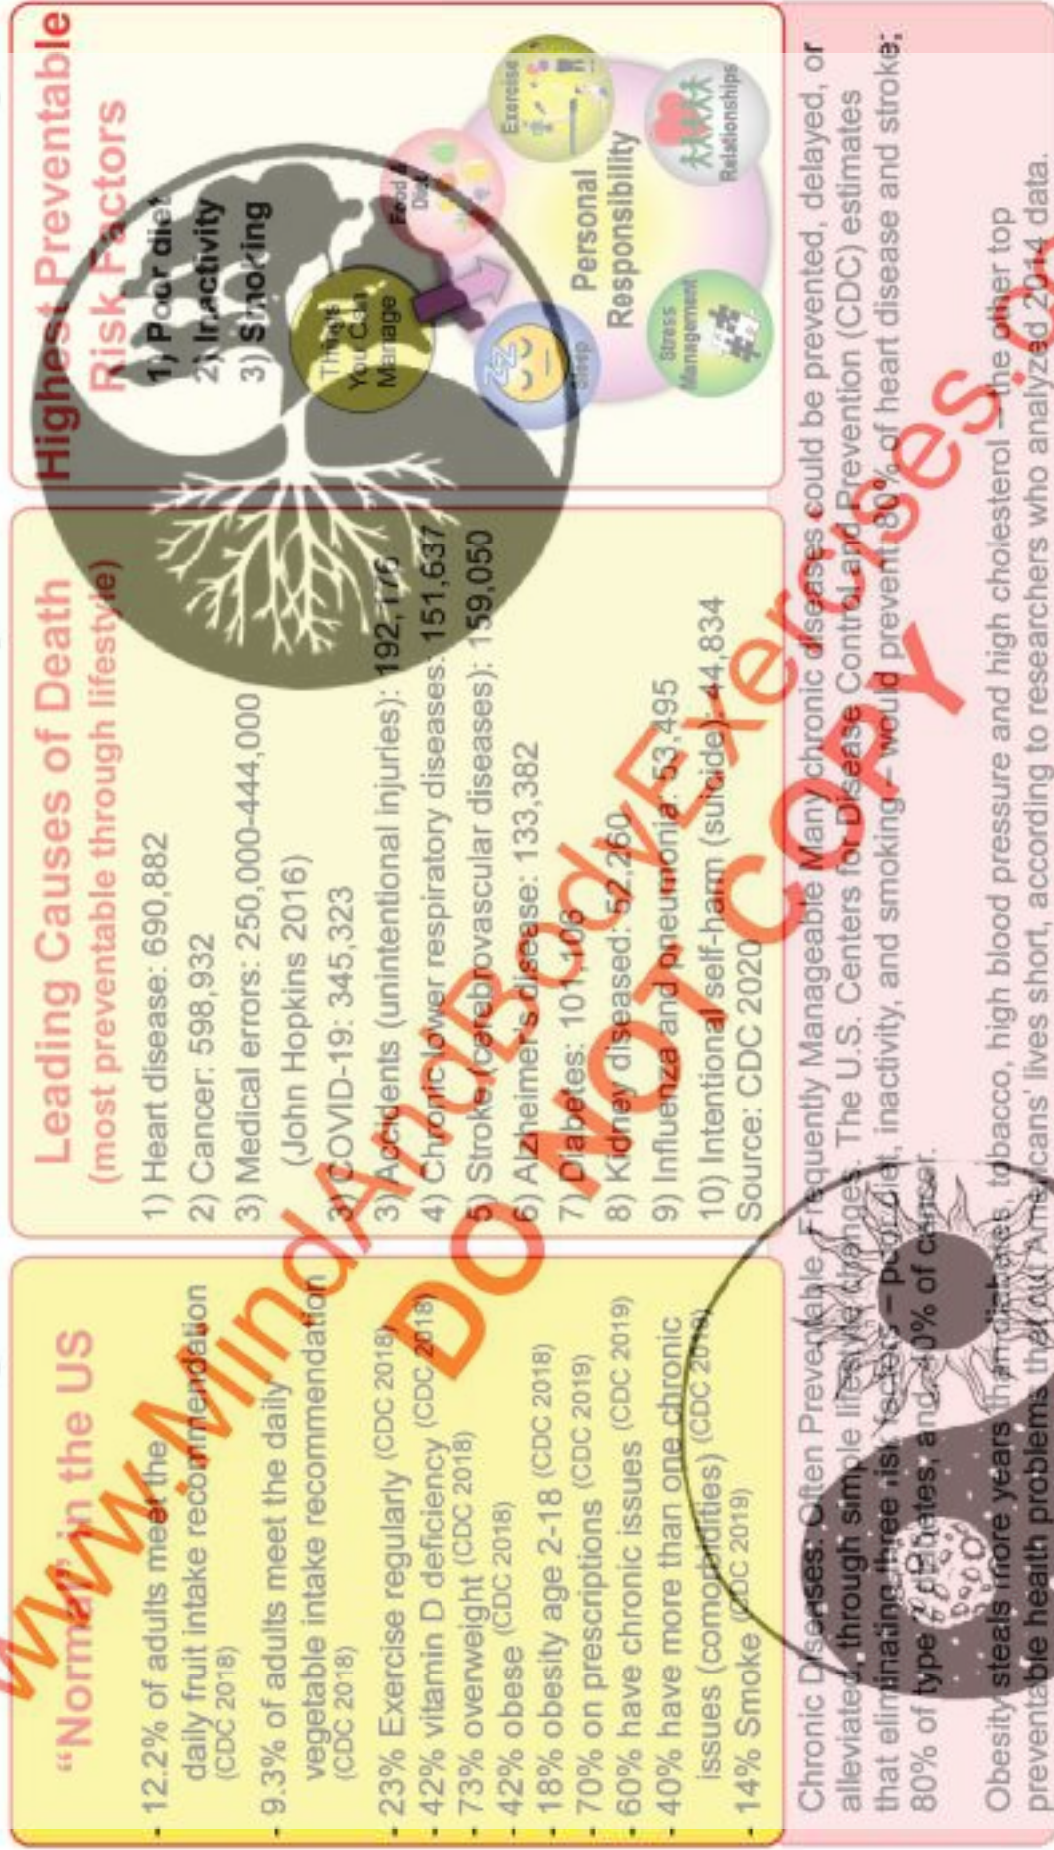 "Normal" in the US
- 12.2% of adults meet the
daily fruit intake recommendation
(CDC 2018)
- 9.3% of adults meet the daily
vegetable intake recommendation
(CDC 2018)
- 23% Exercise regularly (CDC 2018)
- 42% vitamin D deficiency (CDC 2018)
- 73% overweight (CDC 2018)
- 42% obese (CDC 2018)
- 18% obesity age 2-18 (CDC 2018)
- 70% on prescriptions (CDC 2019)
- 60% have chronic issues (CDC 2019)
- 40% have more than one chronic
issues (comodidities) (CDC 2019)
- 14% Smoke (CDC 2019)
Leading Causes of Death
(most preventable through lifestyle)
1) Heart disease: 690,882
2) Cancer: 598,932
3) Medical errors: 250,000-444,000
(John Hopkins 2016)
3) COVID-19: 345,323
3) Accidents (unintentional injuries): 192,176
4) Chronic lower respiratory diseases: 151,637
5) Stroke (cerebrovascular diseases): 159,050
6) Alzheimer's disease: 133,382
7) Diabetes: 101,106
8) Kidney diseased: 52,260
9) Influenza and pneumonia: 53,495
10) Intentional self-harm (suicide): 44,834
Source: CDC 2020
Highest Preventable
Risk Factors
1) Poor diet
2) Inactivity
3) Smoking
Things
You Can
Manage
Food &
Diet
Exercise
Relationships
Stress
Management
ZZ
Sleep
Personal
Responsibility
Chronic Diseases: Often Preventable, Frequently Manageable Many chronic diseases could be prevented, delayed, or
alleviated, through simple lifestyle changes. The U.S. Centers for Disease Control and Prevention (CDC) estimates
that eliminating three risk factors – poor diet, inactivity, and smoking – would prevent: 80% of heart disease and stroke;
80% of type 2 diabetes; and, 40% of cancer.
Obesity steals more years than diabetes, tobacco, high blood pressure and high cholesterol – the other top
preventable health problems that cut Americans' lives short, according to researchers who analyzed 2014 data.
www.MindAndBodyExercises.
DO NOT COPY